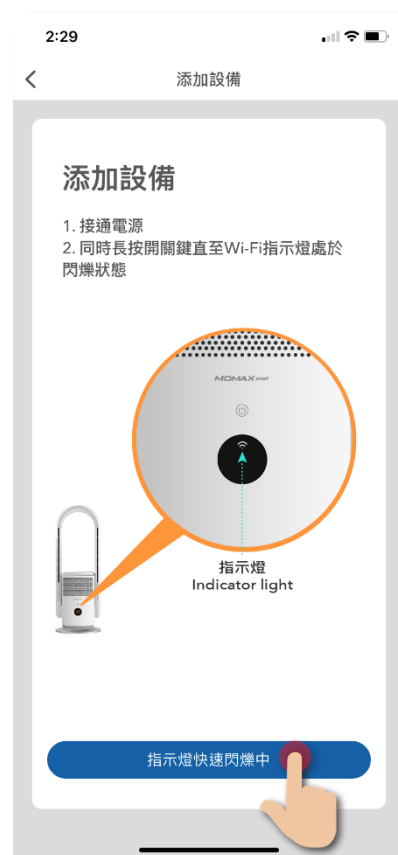 2:29
添加設備
添加設備
1. 接通電源
2. 同時長按開關鍵直至Wi-Fi指示燈處於
閃爍狀態
MOMAX smart
指示燈
Indicator light
指示燈快速閃爍中